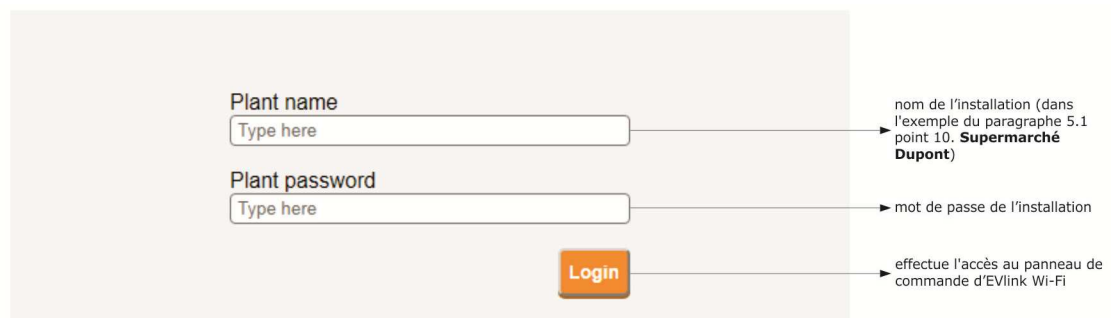 Plant name
Type here
nom de l’installation (dans
l'exemple du paragraphe 5.1
point 10. Supermarché
Dupont)
Plant password
Type here
mot de passe de l’installation
Login
effectue l'accès au panneau de
commande d’EVlink Wi-Fi